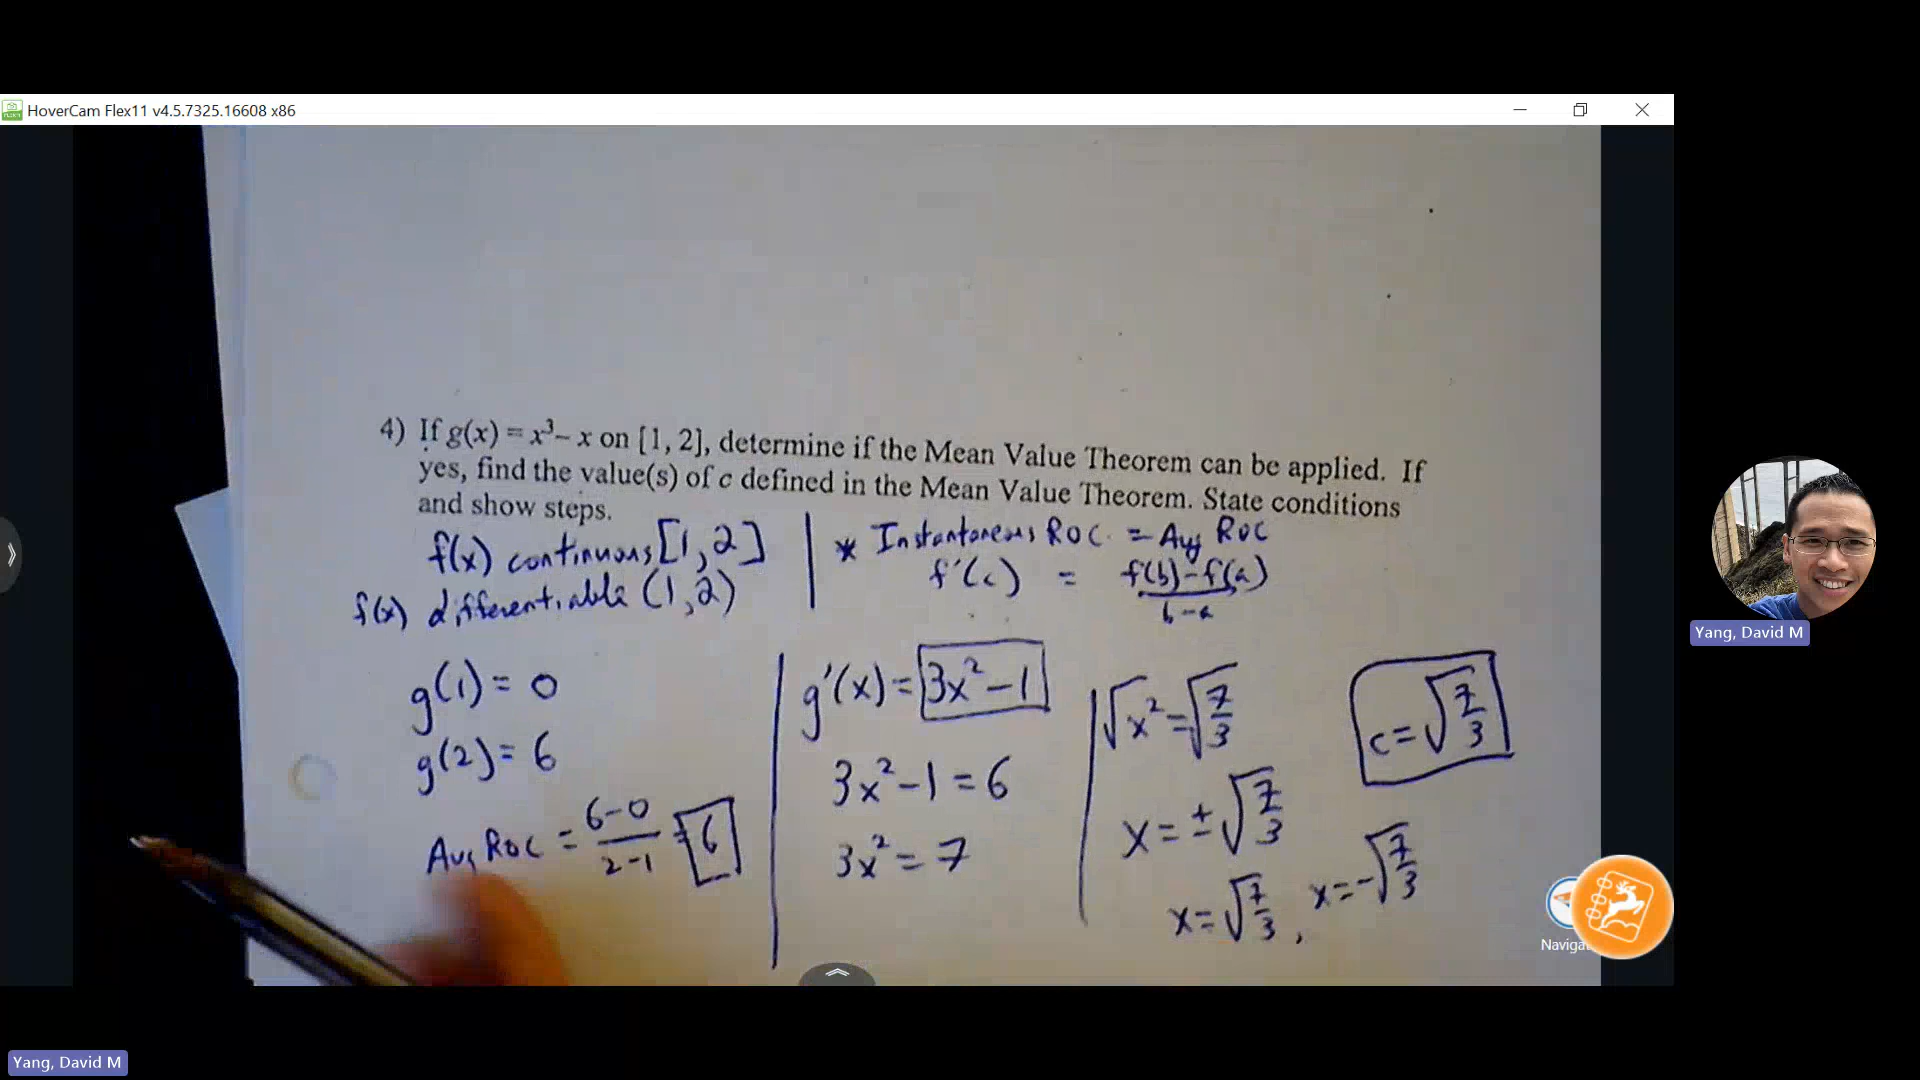 HoverCam Flex11 v4.5.7325.16608 x86
4) If g(x) = x³– x on [1, 2], determine if the Mean Value Theorem can be applied. If
yes, find the value(s) of c defined in the Mean Value Theorem. State conditions
and show steps.
f(x) continuous [1,2]
f(x) differentiable (1,2)
* Instantaneous ROC = Avg ROC
f'(c) = f(b)-f(a) / b-a
g(1) = 0
g(2) = 6
Avg ROC = 6-0 / 2-1 = 6
g'(x) = 3x²-1
3x²-1 = 6
3x² = 7
√x² = √7/3
x = ±√7/3
x = √7/3 , x = -√7/3
c = √7/3
Yang, David M
Yang, David M